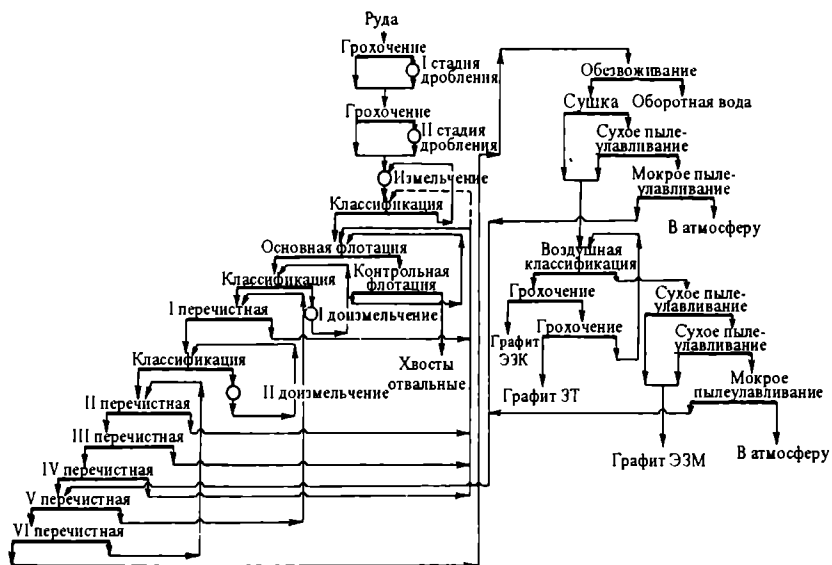 Руда
Грохочение
I стадия
дробления
Грохочение
II стадия
дробления
Измельчение
Классификация
Основная флотация
Контрольная
флотация
Классификация
I доизмельчение
I перечистная
Хвосты
отвальные
Классификация
II доизмельчение
II перечистная
III перечистная
IV перечистная
V перечистная
VI перечистная
Обезвоживание
Сушка
Оборотная вода
Сухое пыле-
улавливание
Мокрое пыле-
улавливание
В атмосферу
Воздушная
классификация
Грохочение
Сухое пыле-
улавливание
Графит
ЭЗК
Грохочение
Сухое пыле-
улавливание
Графит ЗТ
Мокрое
пылеулавливание
Графит ЭЗМ
В атмосферу